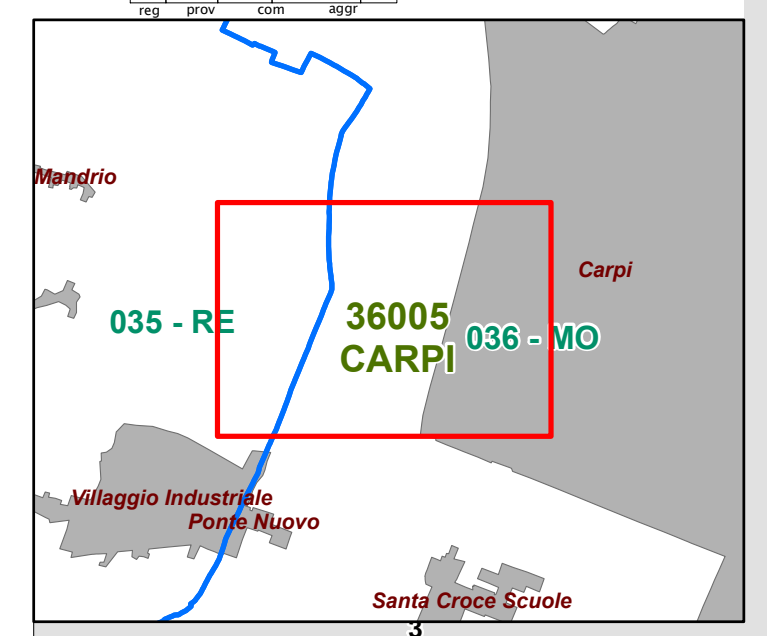 reg prov com aggr
Mandrio
Carpi
035 - RE
36005
CARPI
036 - MO
Villaggio Industriale
Ponte Nuovo
Santa Croce Scuole
3